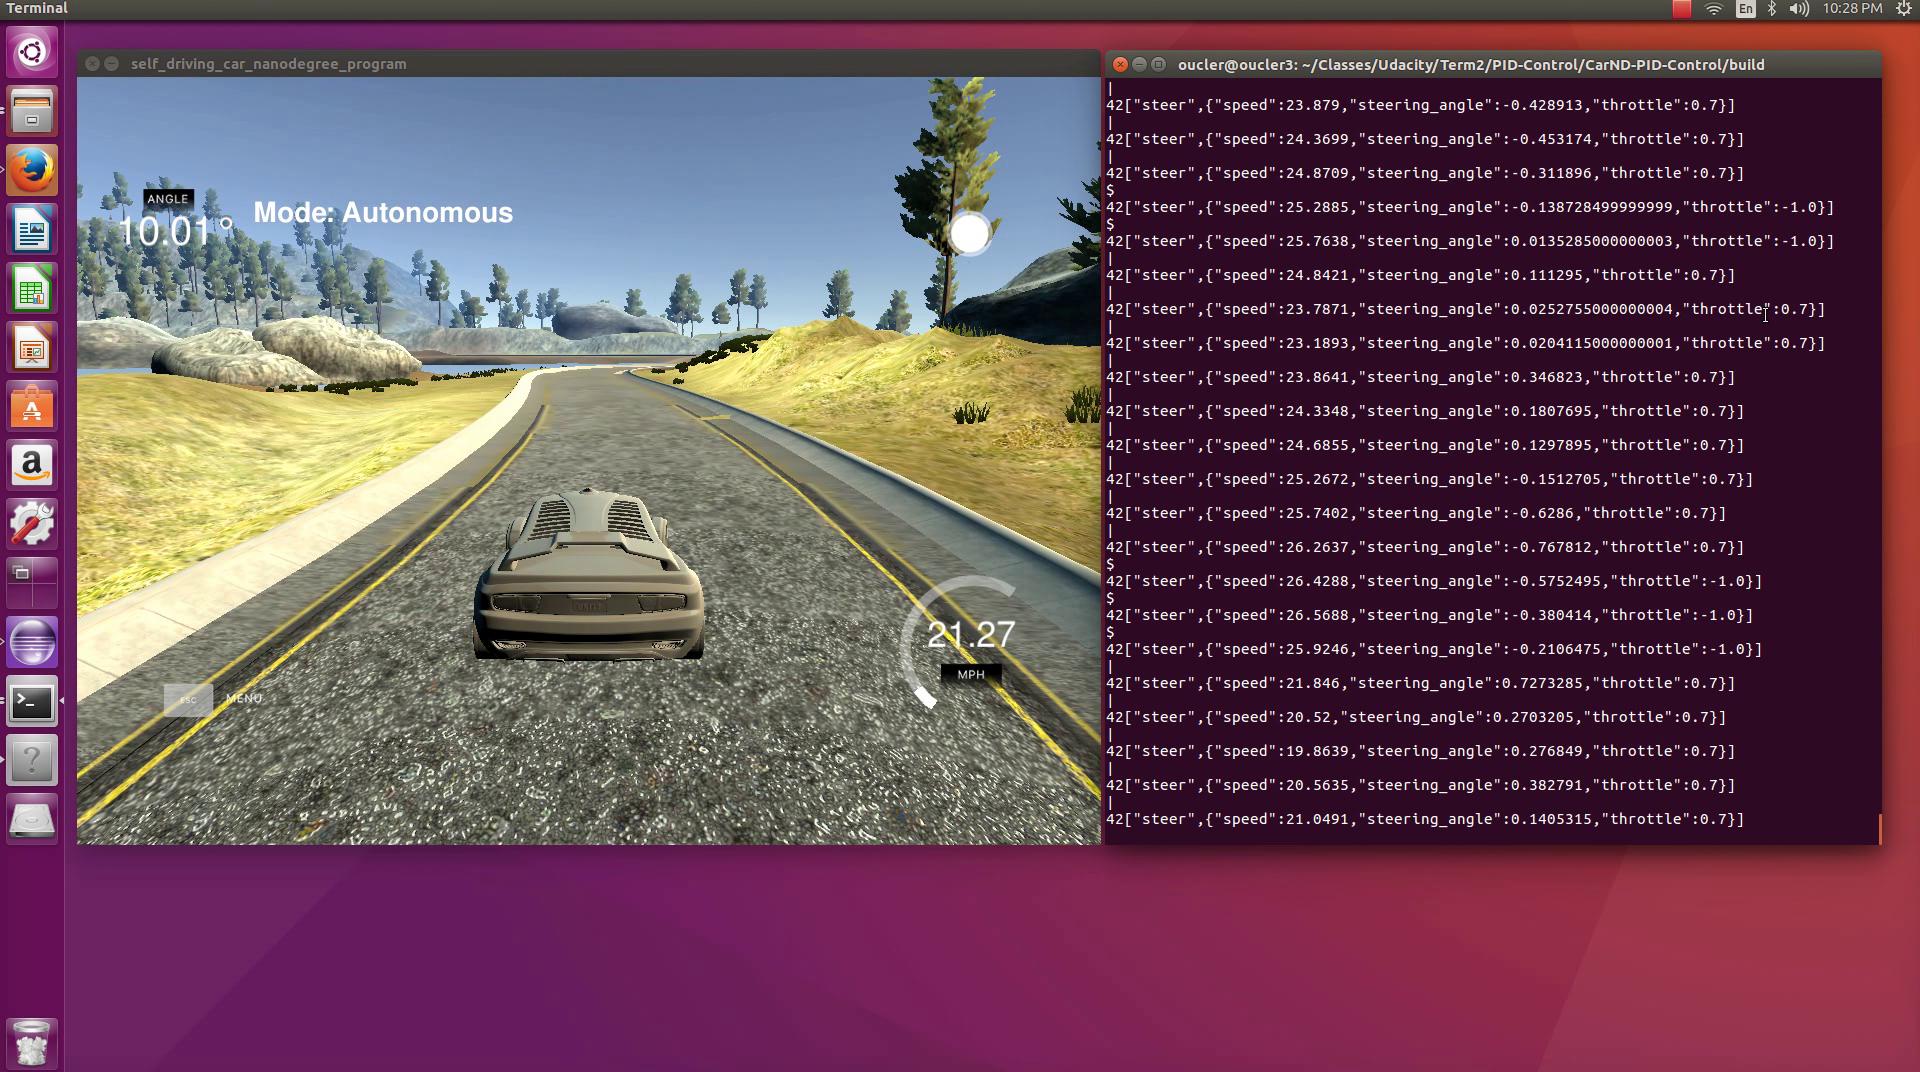 Terminal
En
10:28 PM
self_driving_car_nanodegree_program
ANGLE
10.01°
Mode: Autonomous
21.27
MPH
ESC
MENU
oucler@oucler3: ~/Classes/Udacity/Term2/PID-Control/CarND-PID-Control/build
|
42["steer",{"speed":23.879,"steering_angle":-0.428913,"throttle":0.7}]
|
42["steer",{"speed":24.3699,"steering_angle":-0.453174,"throttle":0.7}]
|
42["steer",{"speed":24.8709,"steering_angle":-0.311896,"throttle":0.7}]
$
42["steer",{"speed":25.2885,"steering_angle":-0.138728499999999,"throttle":-1.0}]
$
42["steer",{"speed":25.7638,"steering_angle":0.0135285000000003,"throttle":-1.0}]
|
42["steer",{"speed":24.8421,"steering_angle":0.111295,"throttle":0.7}]
|
42["steer",{"speed":23.7871,"steering_angle":0.0252755000000004,"throttle":0.7}]
|
42["steer",{"speed":23.1893,"steering_angle":0.0204115000000001,"throttle":0.7}]
|
42["steer",{"speed":23.8641,"steering_angle":0.346823,"throttle":0.7}]
|
42["steer",{"speed":24.3348,"steering_angle":0.1807695,"throttle":0.7}]
|
42["steer",{"speed":24.6855,"steering_angle":0.1297895,"throttle":0.7}]
|
42["steer",{"speed":25.2672,"steering_angle":-0.1512705,"throttle":0.7}]
|
42["steer",{"speed":25.7402,"steering_angle":-0.6286,"throttle":0.7}]
|
42["steer",{"speed":26.2637,"steering_angle":-0.767812,"throttle":0.7}]
$
42["steer",{"speed":26.4288,"steering_angle":-0.5752495,"throttle":-1.0}]
$
42["steer",{"speed":26.5688,"steering_angle":-0.380414,"throttle":-1.0}]
$
42["steer",{"speed":25.9246,"steering_angle":-0.2106475,"throttle":-1.0}]
|
42["steer",{"speed":21.846,"steering_angle":0.7273285,"throttle":0.7}]
|
42["steer",{"speed":20.52,"steering_angle":0.2703205,"throttle":0.7}]
|
42["steer",{"speed":19.8639,"steering_angle":0.276849,"throttle":0.7}]
|
42["steer",{"speed":20.5635,"steering_angle":0.382791,"throttle":0.7}]
|
42["steer",{"speed":21.0491,"steering_angle":0.1405315,"throttle":0.7}]